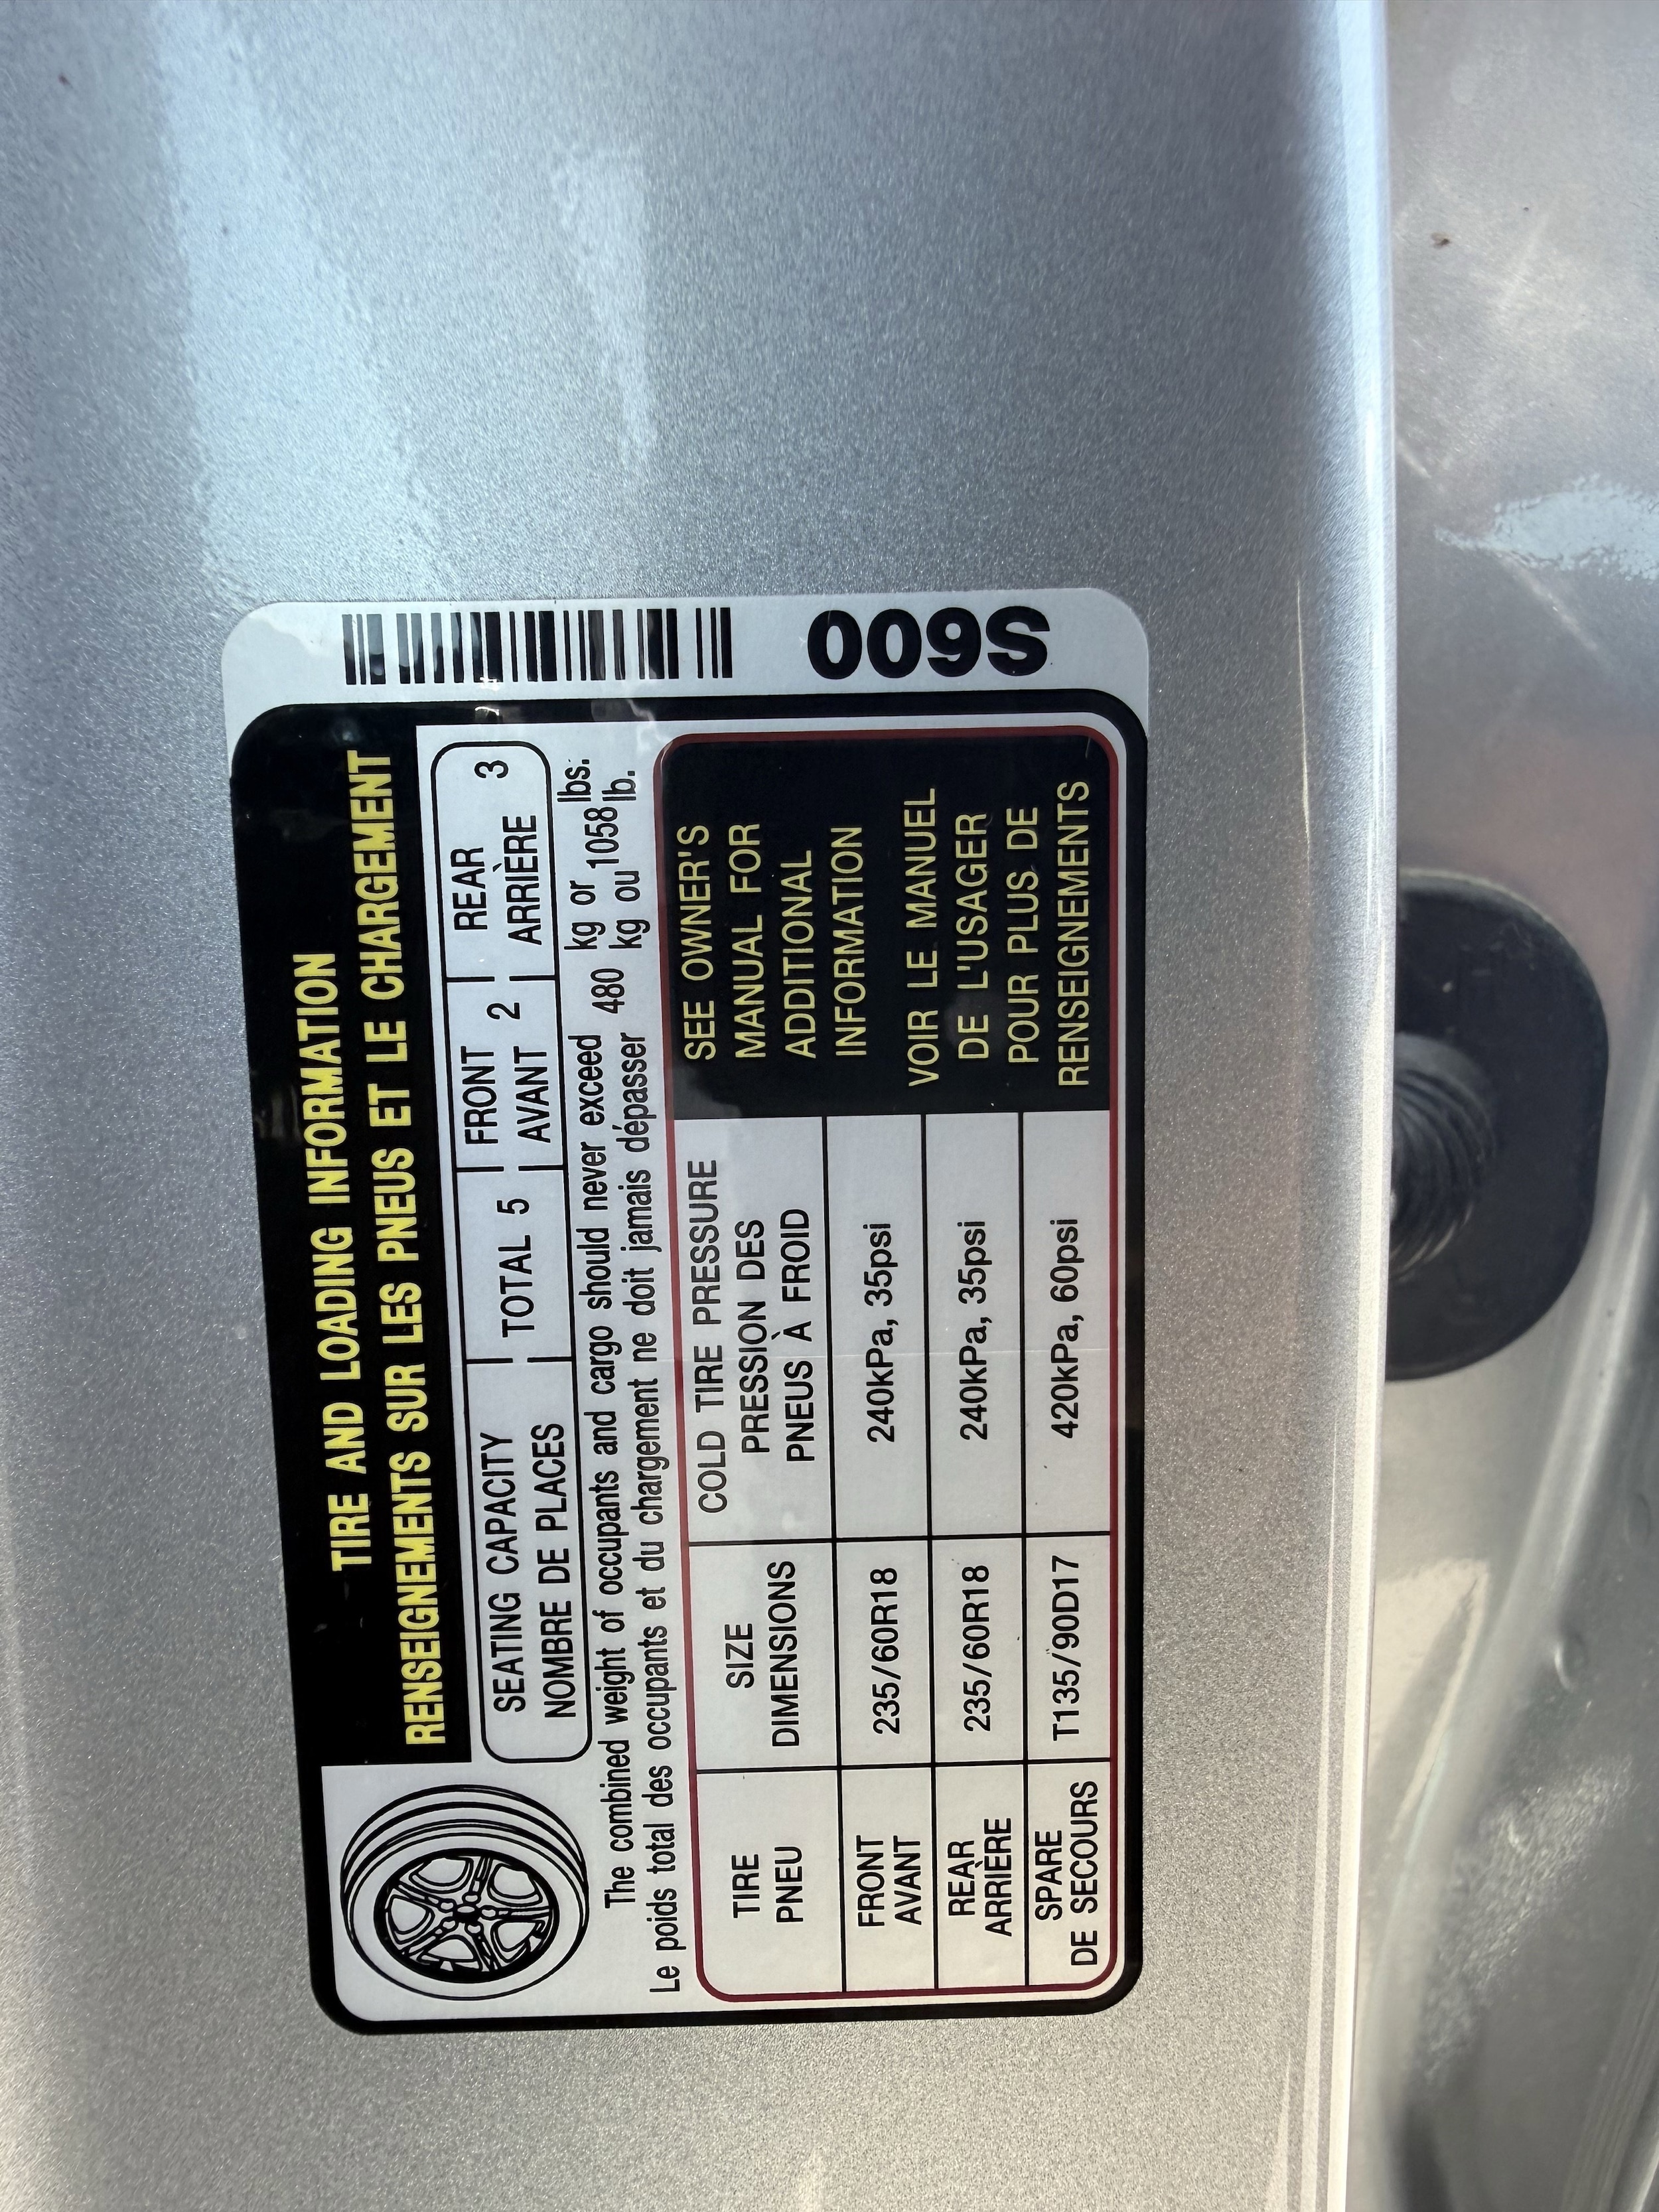 TIRE AND LOADING INFORMATION
RENSEIGNEMENTS SUR LES PNEUS ET LE CHARGEMENT
SEATING CAPACITY
NOMBRE DE PLACES
TOTAL 5
FRONT
AVANT 2
REAR
ARRIÈRE 3
The combined weight of occupants and cargo should never exceed 480 kg or 1058 lbs.
Le poids total des occupants et du chargement ne doit jamais dépasser kg ou lb.
TIRE
PNEU
SIZE
DIMENSIONS
COLD TIRE PRESSURE
PRESSION DES
PNEUS À FROID
FRONT
AVANT
235/60R18
240kPa, 35psi
REAR
ARRIÈRE
235/60R18
240kPa, 35psi
SPARE
DE SECOURS
T135/90D17
420kPa, 60psi
SEE OWNER'S
MANUAL FOR
ADDITIONAL
INFORMATION
VOIR LE MANUEL
DE L'USAGER
POUR PLUS DE
RENSEIGNEMENTS
S600